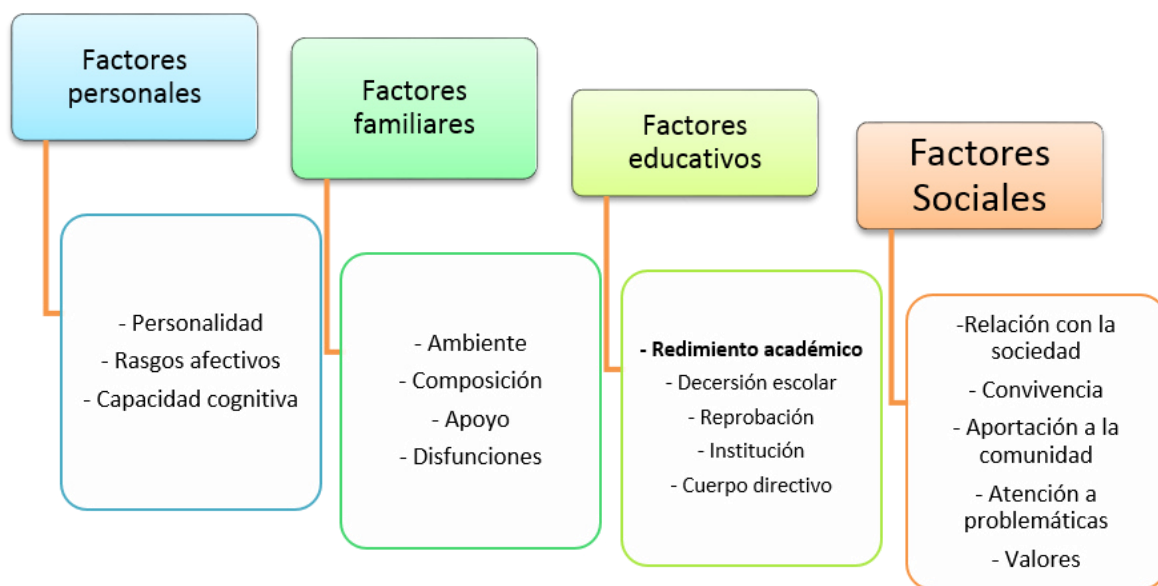 Factores
personales
- Personalidad
- Rasgos afectivos
- Capacidad cognitiva
Factores
familiares
- Ambiente
- Composición
- Apoyo
- Disfunciones
Factores
educativos
- Redimiento académico
- Decersión escolar
- Reprobación
- Institución
- Cuerpo directivo
Factores
Sociales
-Relación con la
sociedad
- Convivencia
- Aportación a la
comunidad
- Atención a
problemáticas
- Valores